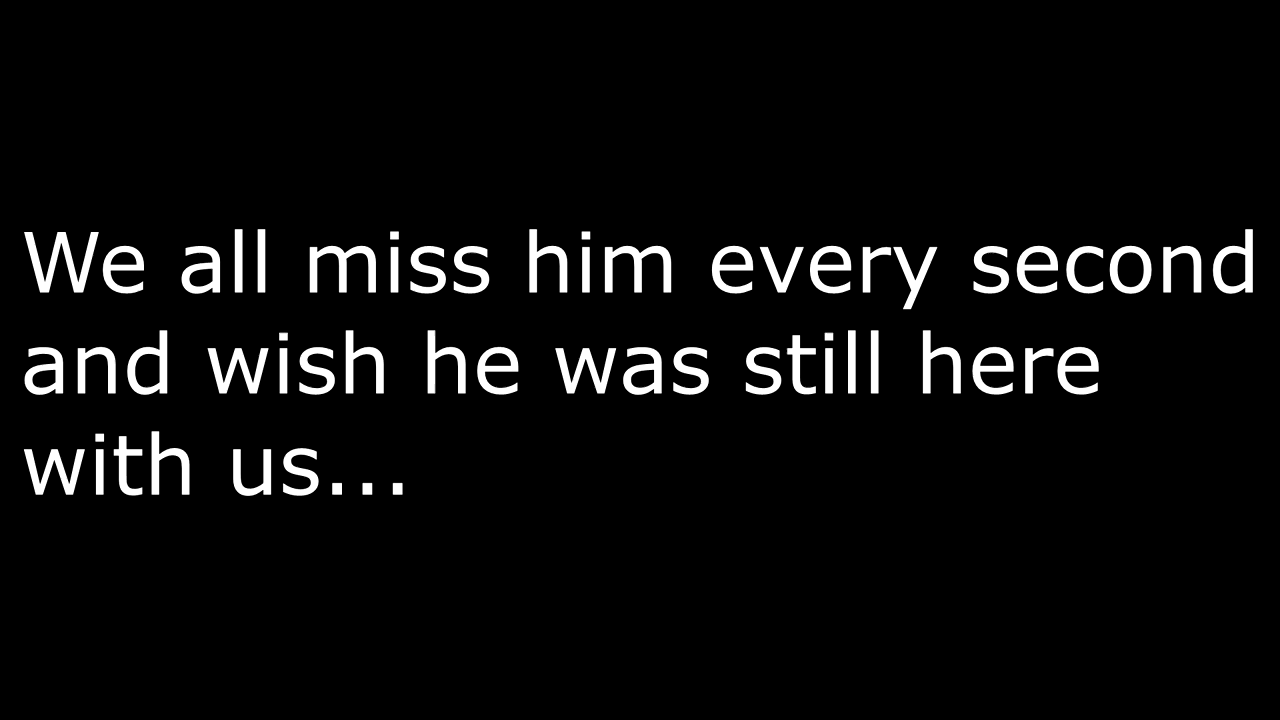 We all miss him every second
and wish he was still here
with us...